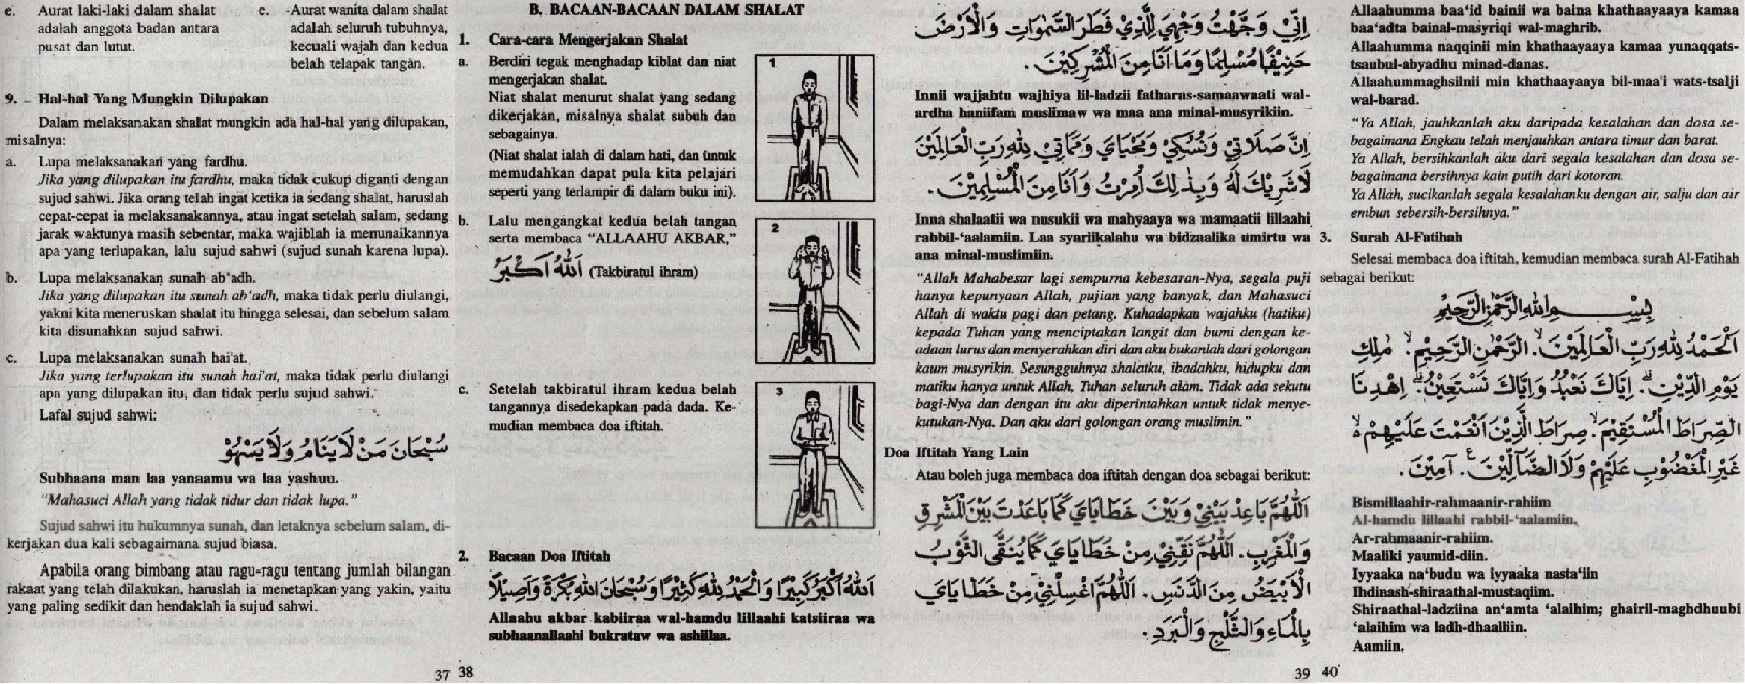 e. Aurat laki-laki dalam shalat
adalah anggota badan antara
pusat dan lutut.
c. -Aurat wanita dalam shalat
adalah seluruh tubuhnya,
kecuali wajah dan kedua
belah telapak tangan.
9. – Hal-hal Yang Mungkin Dilupakan
Dalam melaksanakan shalat mungkin ada hal-hal yang dilupakan,
misalnya:
a. Lupa melaksanakan yang fardhu.
Jika yang dilupakan itu fardhu, maka tidak cukup diganti dengan
sujud sahwi. Jika orang telah ingat ketika ia sedang shalat, haruslah
cepat-cepat ia melaksanakannya, atau ingat setelah salam, sedang
jarak waktunya masih sebentar, maka wajiblah ia menunaikannya
apa yang terlupakan, lalu sujud sahwi (sujud sunah karena lupa).
b. Lupa melaksanakan sunah ab'adh.
Jika yang dilupakan itu sunah ab'adh, maka tidak perlu diulangi,
yakni kita meneruskan shalat itu hingga selesai, dan sebelum salam
kita disunahkan sujud sahwi.
c. Lupa melaksanakan sunah hai'at.
Jika yang terlupakan itu sunah hai'at, maka tidak perlu diulangi
apa yang dilupakan itu, dan tidak perlu sujud sahwi.
Lafal sujud sahwi:
سُبْحَانَ مَنْ لَا يَنَامُ وَلَا يَسْهُوْ
Subhaana man laa yanaamu wa laa yashuu.
"Mahasuci Allah yang tidak tidur dan tidak lupa."
Sujud sahwi itu hukumnya sunah, dan letaknya sebelum salam, di-
kerjakan dua kali sebagaimana sujud biasa.
Apabila orang bimbang atau ragu-ragu tentang jumlah bilangan
rakaat yang telah dilakukan, haruslah ia menetapkan yang yakin, yaitu
yang paling sedikit dan hendaklah ia sujud sahwi.
37
B. BACAAN-BACAAN DALAM SHALAT
1. Cara-cara Mengerjakan Shalat
a. Berdiri tegak menghadap kiblat dan niat
mengerjakan shalat.
Niat shalat menurut shalat yang sedang
dikerjakan, misalnya shalat subuh dan
sebagainya.
(Niat shalat ialah di dalam hati, dan untuk
memudahkan dapat pula kita pelajari
seperti yang terlampir di dalam buku ini).
1
b. Lalu mengangkat kedua belah tangan
serta membaca "ALLAAHU AKBAR,"
اَللهُ اَكْبَرُ (Takbiratul ihram)
2
c. Setelah takbiratul ihram kedua belah
tangannya disedekapkan pada dada. Ke-
mudian membaca doa iftitah.
3
2. Bacaan Doa Iftitah
اَللهُ اَكْبَرُ كَبِيْرًا وَالْحَمْدُ لِلّٰهِ كَثِيْرًا وَسُبْحَانَ اللهِ بُكْرَةً وَاَصِيْلًا
Allaahu akbar kabiiraa wal-hamdu lillaahi katsiiraa wa
subhaanallaahi bukrataw wa ashiilaa.
38
اِنِّيْ وَجَّهْتُ وَجْهِيَ لِلَّذِيْ فَطَرَ السَّمٰوَاتِ وَالْاَرْضَ
حَنِيْفًا مُسْلِمًا وَمَا اَنَا مِنَ الْمُشْرِكِيْنَ.
Innii wajjahtu wajhiya lil-ladzii fatharas-samaawaati wal-
ardha haniifam muslimaw wa maa ana minal-musyrikiin.
اِنَّ صَلَاتِيْ وَنُسُكِيْ وَمَحْيَايَ وَمَمَاتِيْ لِلّٰهِ رَبِّ الْعَالَمِيْنَ
لَا شَرِيْكَ لَهُ وَبِذٰلِكَ اُمِرْتُ وَاَنَا مِنَ الْمُسْلِمِيْنَ.
Inna shalaatii wa nusukii wa mahyaaya wa mamaatii lillaahi
rabbil-'aalamiin. Laa syariikalahu wa bidzaalika umirtu wa
ana minal-muslimiin.
"Allah Mahabesar lagi sempurna kebesaran-Nya, segala puji
hanya kepunyaan Allah, pujian yang banyak, dan Mahasuci
Allah di waktu pagi dan petang. Kuhadapkan wajahku (hatiku)
kepada Tuhan yang menciptakan langit dan bumi dengan ke-
adaan lurus dan menyerahkan diri dan aku bukanlah dari golongan
kaum musyrikin. Sesungguhnya shalatku, ibadahku, hidupku dan
matiku hanya untuk Allah, Tuhan seluruh alam. Tidak ada sekutu
bagi-Nya dan dengan itu aku diperintahkan untuk tidak menye-
kutukan-Nya. Dan aku dari golongan orang muslimin."
Doa Iftitah Yang Lain
Atau boleh juga membaca doa iftitah dengan doa sebagai berikut:
اَللّٰهُمَّ بَاعِدْ بَيْنِيْ وَبَيْنَ خَطَايَايَ كَمَا بَاعَدْتَ بَيْنَ الْمَشْرِقِ
وَالْمَغْرِبِ. اَللّٰهُمَّ نَقِّنِيْ مِنْ خَطَايَايَ كَمَا يُنَقَّى الثَّوْبُ
الْاَبْيَضُ مِنَ الدَّنَسِ. اَللّٰهُمَّ اغْسِلْنِيْ مِنْ خَطَايَايَ
بِالْمَاءِ وَالثَّلْجِ وَالْبَرَدِ.
39
Allaahumma baa'id bainii wa baina khathaayaaya kamaa
baa'adta bainal-masyriqi wal-maghrib.
Allaahumma naqqinii min khathaayaaya kamaa yunaqqats-
tsaubul-abyadhu minad-danas.
Allaahummaghsilnii min khathaayaaya bil-maa'i wats-tsalji
wal-barad.
"Ya Allah, jauhkanlah aku daripada kesalahan dan dosa se-
bagaimana Engkau telah menjauhkan antara timur dan barat.
Ya Allah, bersihkanlah aku dari segala kesalahan dan dosa se-
bagaimana bersihnya kain putih dari kotoran.
Ya Allah, sucikanlah segala kesalahanku dengan air, salju dan air
embun sebersih-bersihnya."
3. Surah Al-Fatihah
Selesai membaca doa iftitah, kemudian membaca surah Al-Fatihah
sebagai berikut:
بِسْمِ اللهِ الرَّحْمٰنِ الرَّحِيْمِ
اَلْحَمْدُ لِلّٰهِ رَبِّ الْعَالَمِيْنَ. الرَّحْمٰنِ الرَّحِيْمِ. مٰلِكِ
يَوْمِ الدِّيْنِ. اِيَّاكَ نَعْبُدُ وَاِيَّاكَ نَسْتَعِيْنُ. اِهْدِنَا
الصِّرَاطَ الْمُسْتَقِيْمَ. صِرَاطَ الَّذِيْنَ اَنْعَمْتَ عَلَيْهِمْ
غَيْرِ الْمَغْضُوْبِ عَلَيْهِمْ وَلَا الضَّآلِّيْنَ. آمِيْنَ.
Bismillaahir-rahmaanir-rahiim
Al-hamdu lillaahi rabbil-'aalamiin.
Ar-rahmaanir-rahiim.
Maaliki yaumid-diin.
Iyyaaka na'budu wa iyyaaka nasta'iin
Ihdinash-shiraathal-mustaqiim.
Shiraathal-ladziina an'amta 'alaihim; ghairil-maghdhuubi
'alaihim wa ladh-dhaalliin.
Aamiin.
40